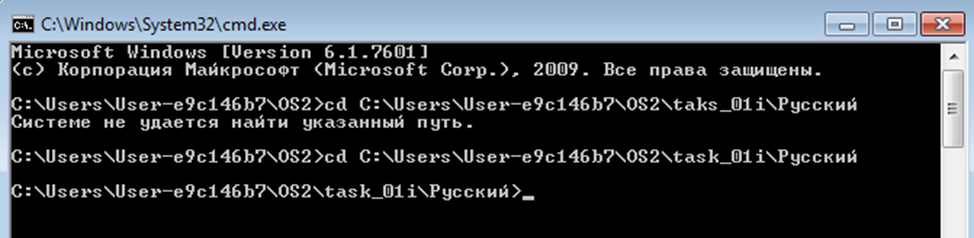 C:\Windows\System32\cmd.exe
Microsoft Windows [Version 6.1.7601]
(c) Корпорация Майкрософт (Microsoft Corp.), 2009. Все права защищены.
C:\Users\User-e9c146b7\OS2>cd C:\Users\User-e9c146b7\OS2\taks_01i\Русский
Системе не удается найти указанный путь.
C:\Users\User-e9c146b7\OS2>cd C:\Users\User-e9c146b7\OS2\task_01i\Русский
C:\Users\User-e9c146b7\OS2\task_01i\Русский>_